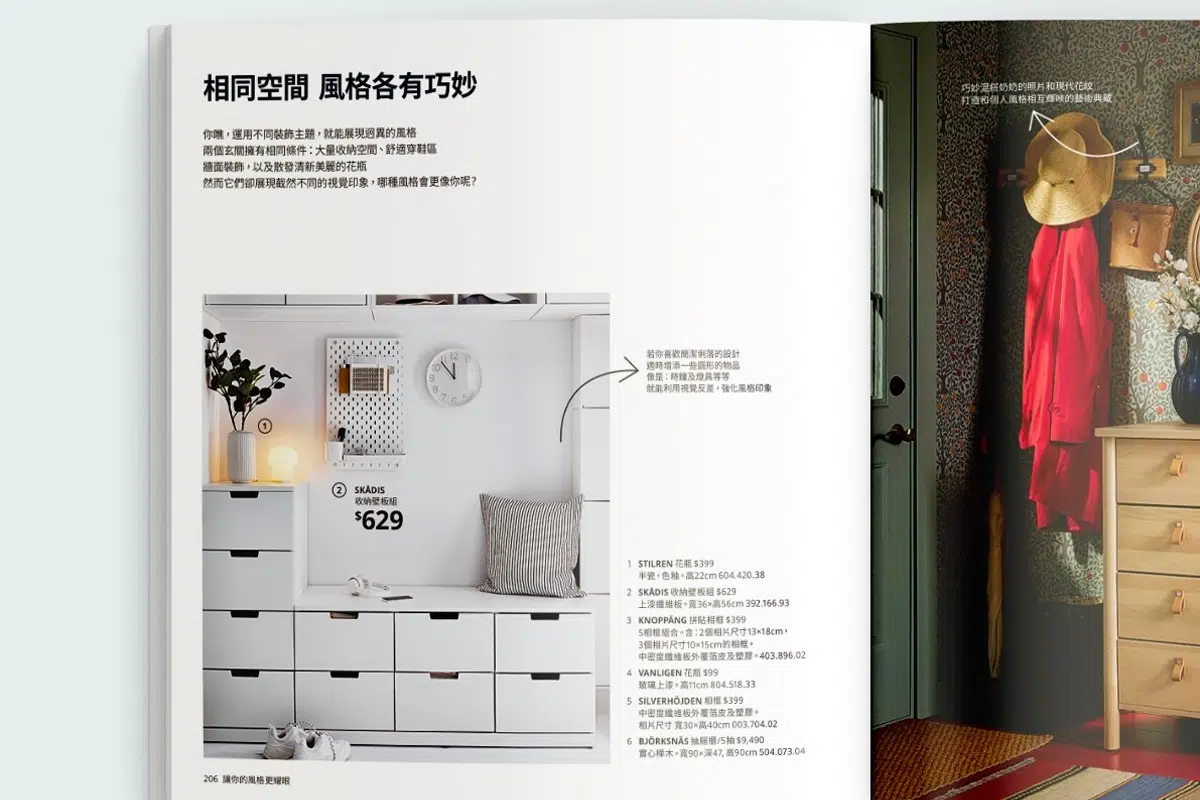 相同空間 風格各有巧妙
你瞧，運用不同裝飾主題，就能展現迥異的風格
兩個玄關擁有相同條件：大量收納空間、舒適穿鞋區
牆面裝飾，以及散發清新美麗的花瓶
然而它們卻展現截然不同的視覺印象，哪種風格會更像你呢？
1
2 SKÅDIS
收納壁板組
$629
若你喜歡簡潔俐落的設計
適時增添一些圓形的物品
像是：時鐘及燈具等等
就能利用視覺反差，強化風格印象
1 STILREN 花瓶 $399
半瓷，色釉。高22cm 604.420.38
2 SKÅDIS 收納壁板組 $629
上漆纖維板。寬36×高56cm 392.166.93
3 KNOPPÄNG 拼貼相框 $399
5相框組合。含：2個相片尺寸13×18cm，
3個相片尺寸10×15cm的相框。
中密度纖維板外覆箔皮及塑膠。403.896.02
4 VANLIGEN 花瓶 $99
玻璃上漆。高11cm 804.518.33
5 SILVERHÖJDEN 相框 $399
中密度纖維板外覆箔皮及塑膠。
相片尺寸 寬30×高40cm 003.704.02
6 BJÖRKSNÄS 抽屜櫃/5抽 $9,490
實心樺木。寬90×深47, 高90cm 504.073.04
206 讓你的風格更耀眼
巧妙混搭奶奶的照片和現代花紋
打造和個人風格相互輝映的藝術典藏